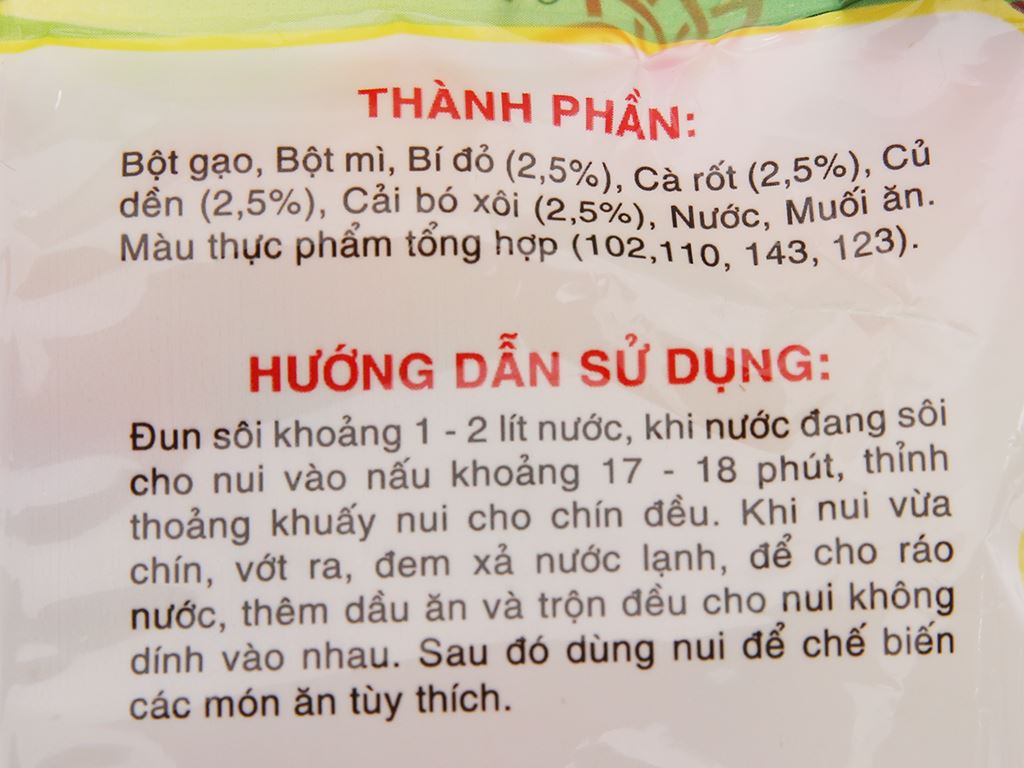 THÀNH PHẦN:
Bột gạo, Bột mì, Bí đỏ (2,5%), Cà rốt (2,5%), Củ
dền (2,5%), Cải bó xôi (2,5%), Nước, Muối ăn.
Màu thực phẩm tổng hợp (102,110, 143, 123).
HƯỚNG DẪN SỬ DỤNG:
Đun sôi khoảng 1 - 2 lít nước, khi nước đang sôi
cho nui vào nấu khoảng 17 - 18 phút, thỉnh
thoảng khuấy nui cho chín đều. Khi nui vừa
chín, vớt ra, đem xả nước lạnh, để cho ráo
nước, thêm dầu ăn và trộn đều cho nui không
dính vào nhau. Sau đó dùng nui để chế biến
các món ăn tùy thích.